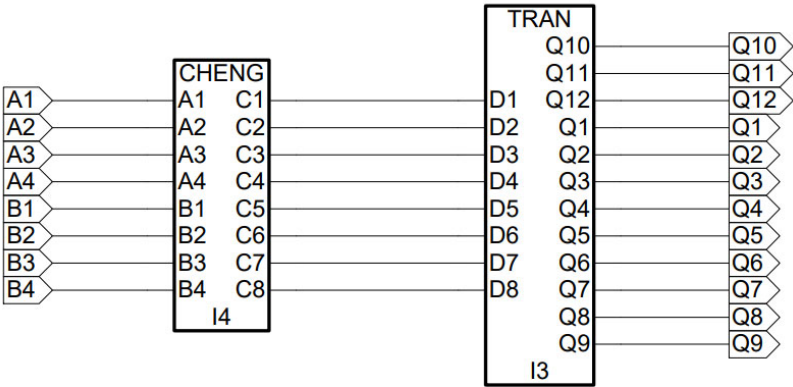 TRAN
Q10 Q10
CHENG Q11 Q11
A1 A1 C1 D1 Q12 Q12
A2 A2 C2 D2 Q1 Q1
A3 A3 C3 D3 Q2 Q2
A4 A4 C4 D4 Q3 Q3
B1 B1 C5 D5 Q4 Q4
B2 B2 C6 D6 Q5 Q5
B3 B3 C7 D7 Q6 Q6
B4 B4 C8 D8 Q7 Q7
I4 Q8 Q8
Q9 Q9
I3